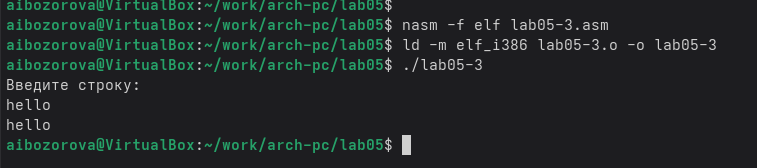 aibozorova@VirtualBox:~/work/arch-pc/lab05$
aibozorova@VirtualBox:~/work/arch-pc/lab05$ nasm -f elf lab05-3.asm
aibozorova@VirtualBox:~/work/arch-pc/lab05$ ld -m elf_i386 lab05-3.o -o lab05-3
aibozorova@VirtualBox:~/work/arch-pc/lab05$ ./lab05-3
Введите строку:
hello
hello
aibozorova@VirtualBox:~/work/arch-pc/lab05$